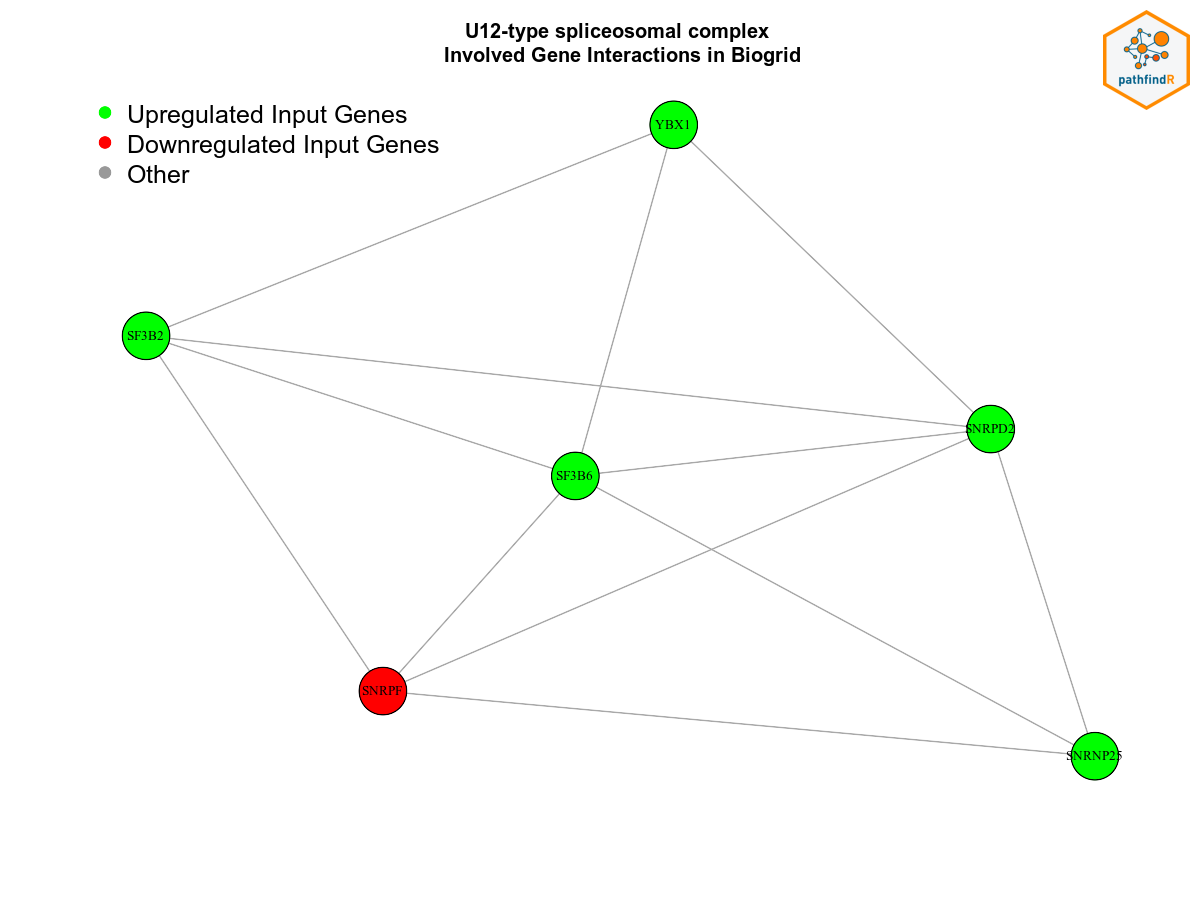 U12-type spliceosomal complex
Involved Gene Interactions in Biogrid
pathfindR
Upregulated Input Genes
Downregulated Input Genes
Other
YBX1
SF3B2
SNRPD2
SF3B6
SNRPF
SNRNP25